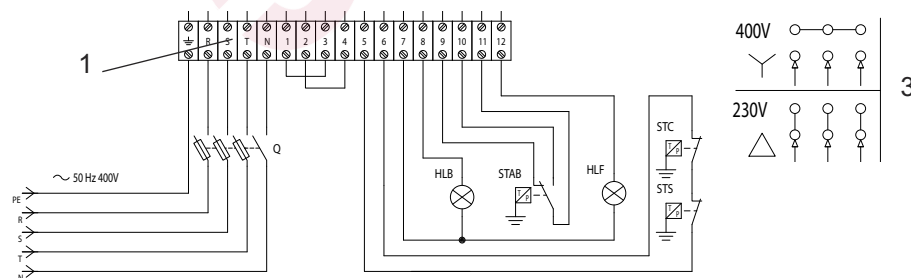 R S T N 1 2 3 4 5 6 7 8 9 10 11 12
1
Q
50 Hz 400V
PE
R
S
T
N
HLB
STAB
T P
HLF
STC
T P
STS
T P
400V
230V
3